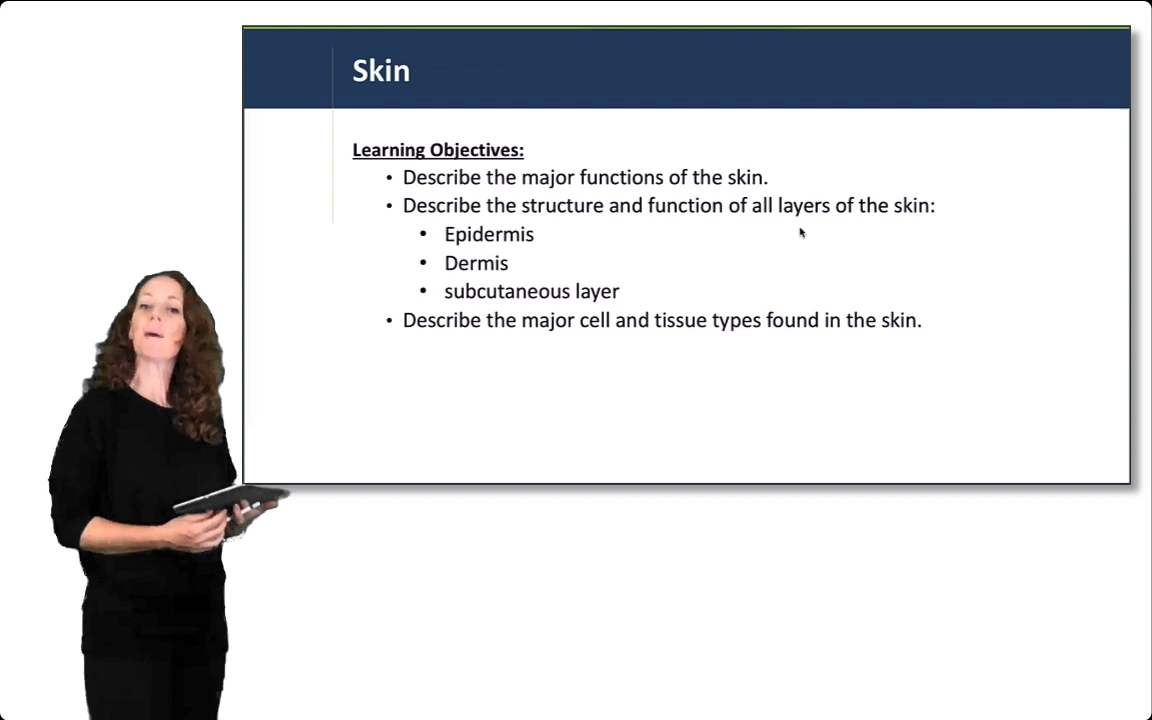 Skin
Learning Objectives:
• Describe the major functions of the skin.
• Describe the structure and function of all layers of the skin:
• Epidermis
• Dermis
• subcutaneous layer
• Describe the major cell and tissue types found in the skin.